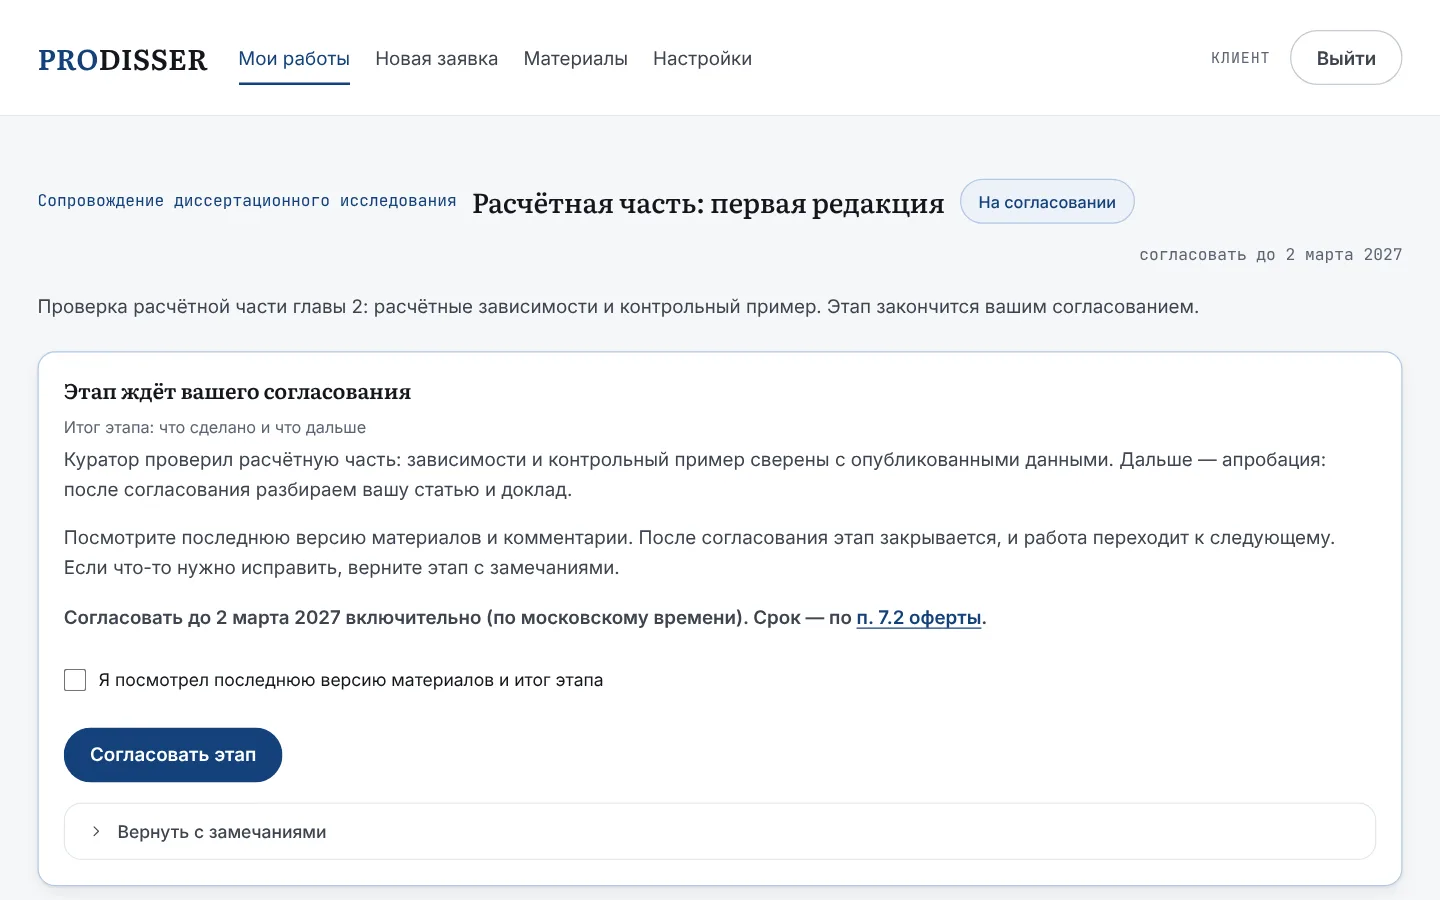 PRODISSER Мои работы Новая заявка Материалы Настройки КЛИЕНТ Выйти
Сопровождение диссертационного исследования Расчётная часть: первая редакция На согласовании
согласовать до 2 марта 2027
Проверка расчётной части главы 2: расчётные зависимости и контрольный пример. Этап закончится вашим согласованием.
Этап ждёт вашего согласования
Итог этапа: что сделано и что дальше
Куратор проверил расчётную часть: зависимости и контрольный пример сверены с опубликованными данными. Дальше — апробация:
после согласования разбираем вашу статью и доклад.
Посмотрите последнюю версию материалов и комментарии. После согласования этап закрывается, и работа переходит к следующему.
Если что-то нужно исправить, верните этап с замечаниями.
Согласовать до 2 марта 2027 включительно (по московскому времени). Срок — по п. 7.2 оферты.
Я посмотрел последнюю версию материалов и итог этапа
Согласовать этап
Вернуть с замечаниями